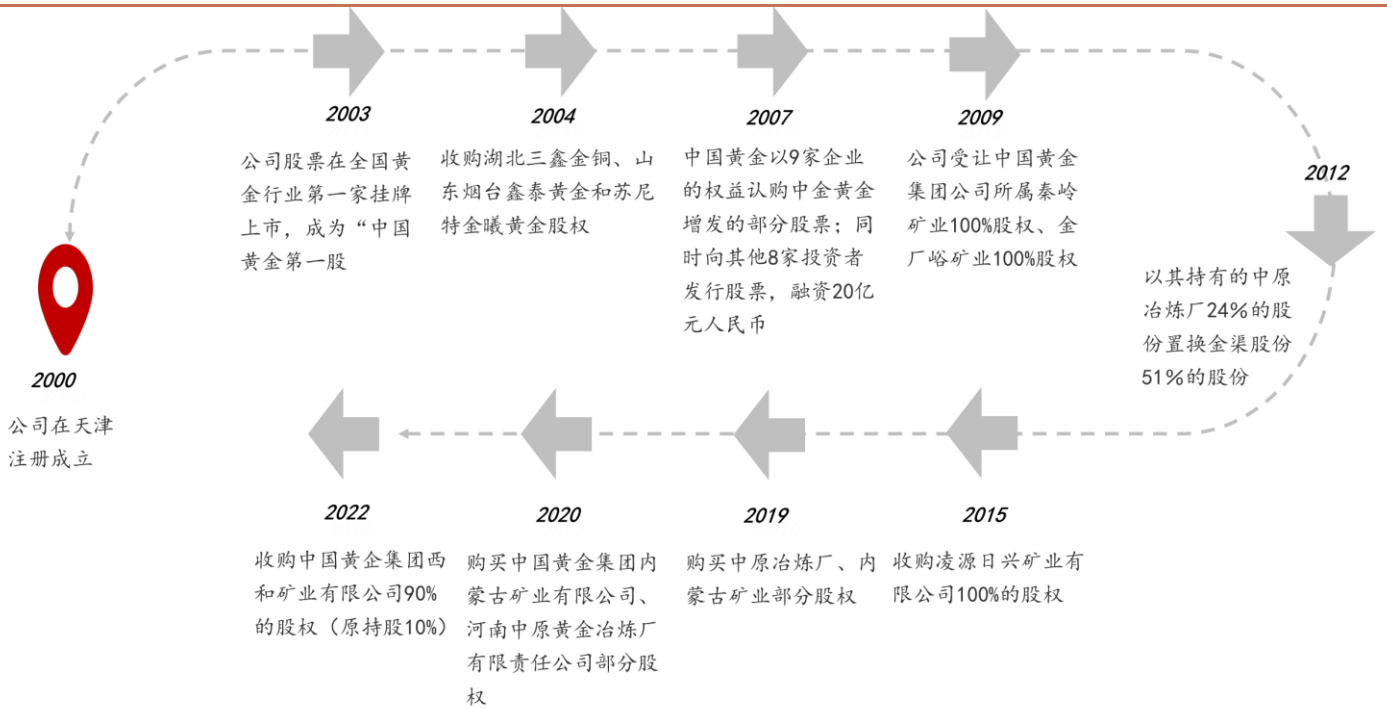 2000
公司在天津
注册成立
2003
公司股票在全国黄
金行业第一家挂牌
上市，成为“中国
黄金第一股
2004
收购湖北三鑫金铜、山
东烟台鑫泰黄金和苏尼
特金曦黄金股权
2007
中国黄金以9家企业
的权益认购中金黄金
增发的部分股票；同
时向其他8家投资者
发行股票，融资20亿
元人民币
2009
公司受让中国黄金
集团公司所属秦岭
矿业100%股权、金
厂峪矿业100%股权
2012
以其持有的中原
冶炼厂24%的股
份置换金渠股份
51%的股份
2015
收购凌源日兴矿业有
限公司100%的股权
2019
购买中原冶炼厂、内
蒙古矿业部分股权
2020
购买中国黄金集团内
蒙古矿业有限公司、
河南中原黄金冶炼厂
有限责任公司部分股
权
2022
收购中国黄企集团西
和矿业有限公司90%
的股权（原持股10%）